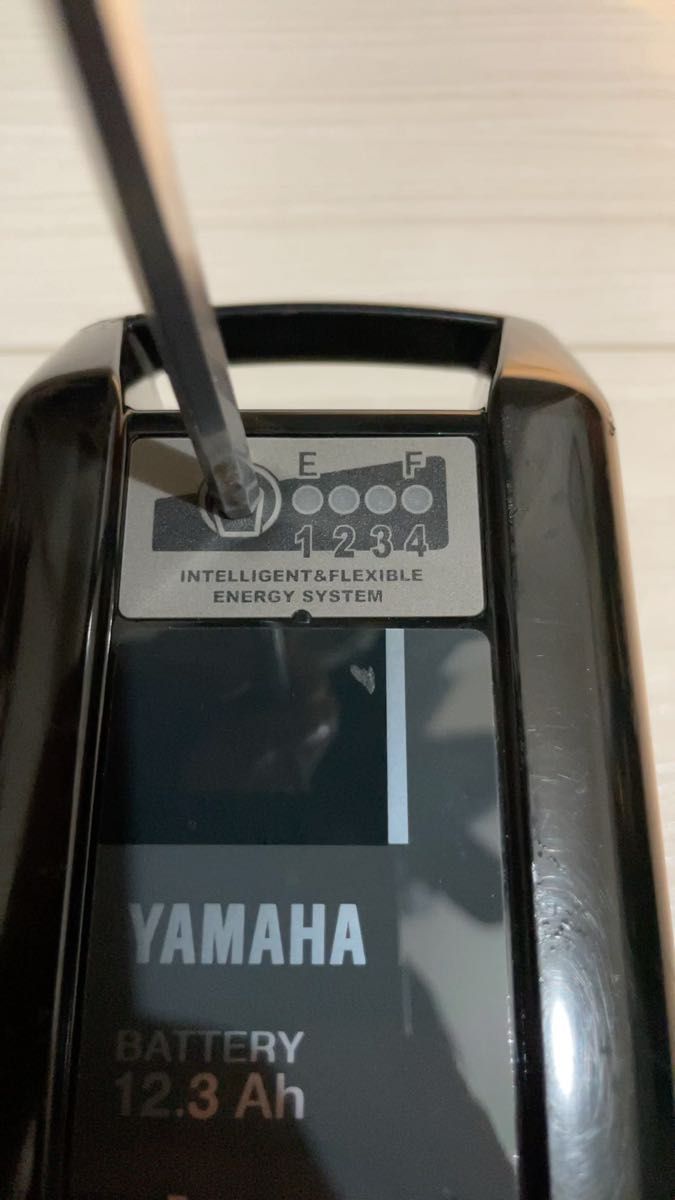 E F
1 2 3 4
INTELLIGENT&FLEXIBLE
ENERGY SYSTEM
YAMAHA
BATTERY
12.3 Ah